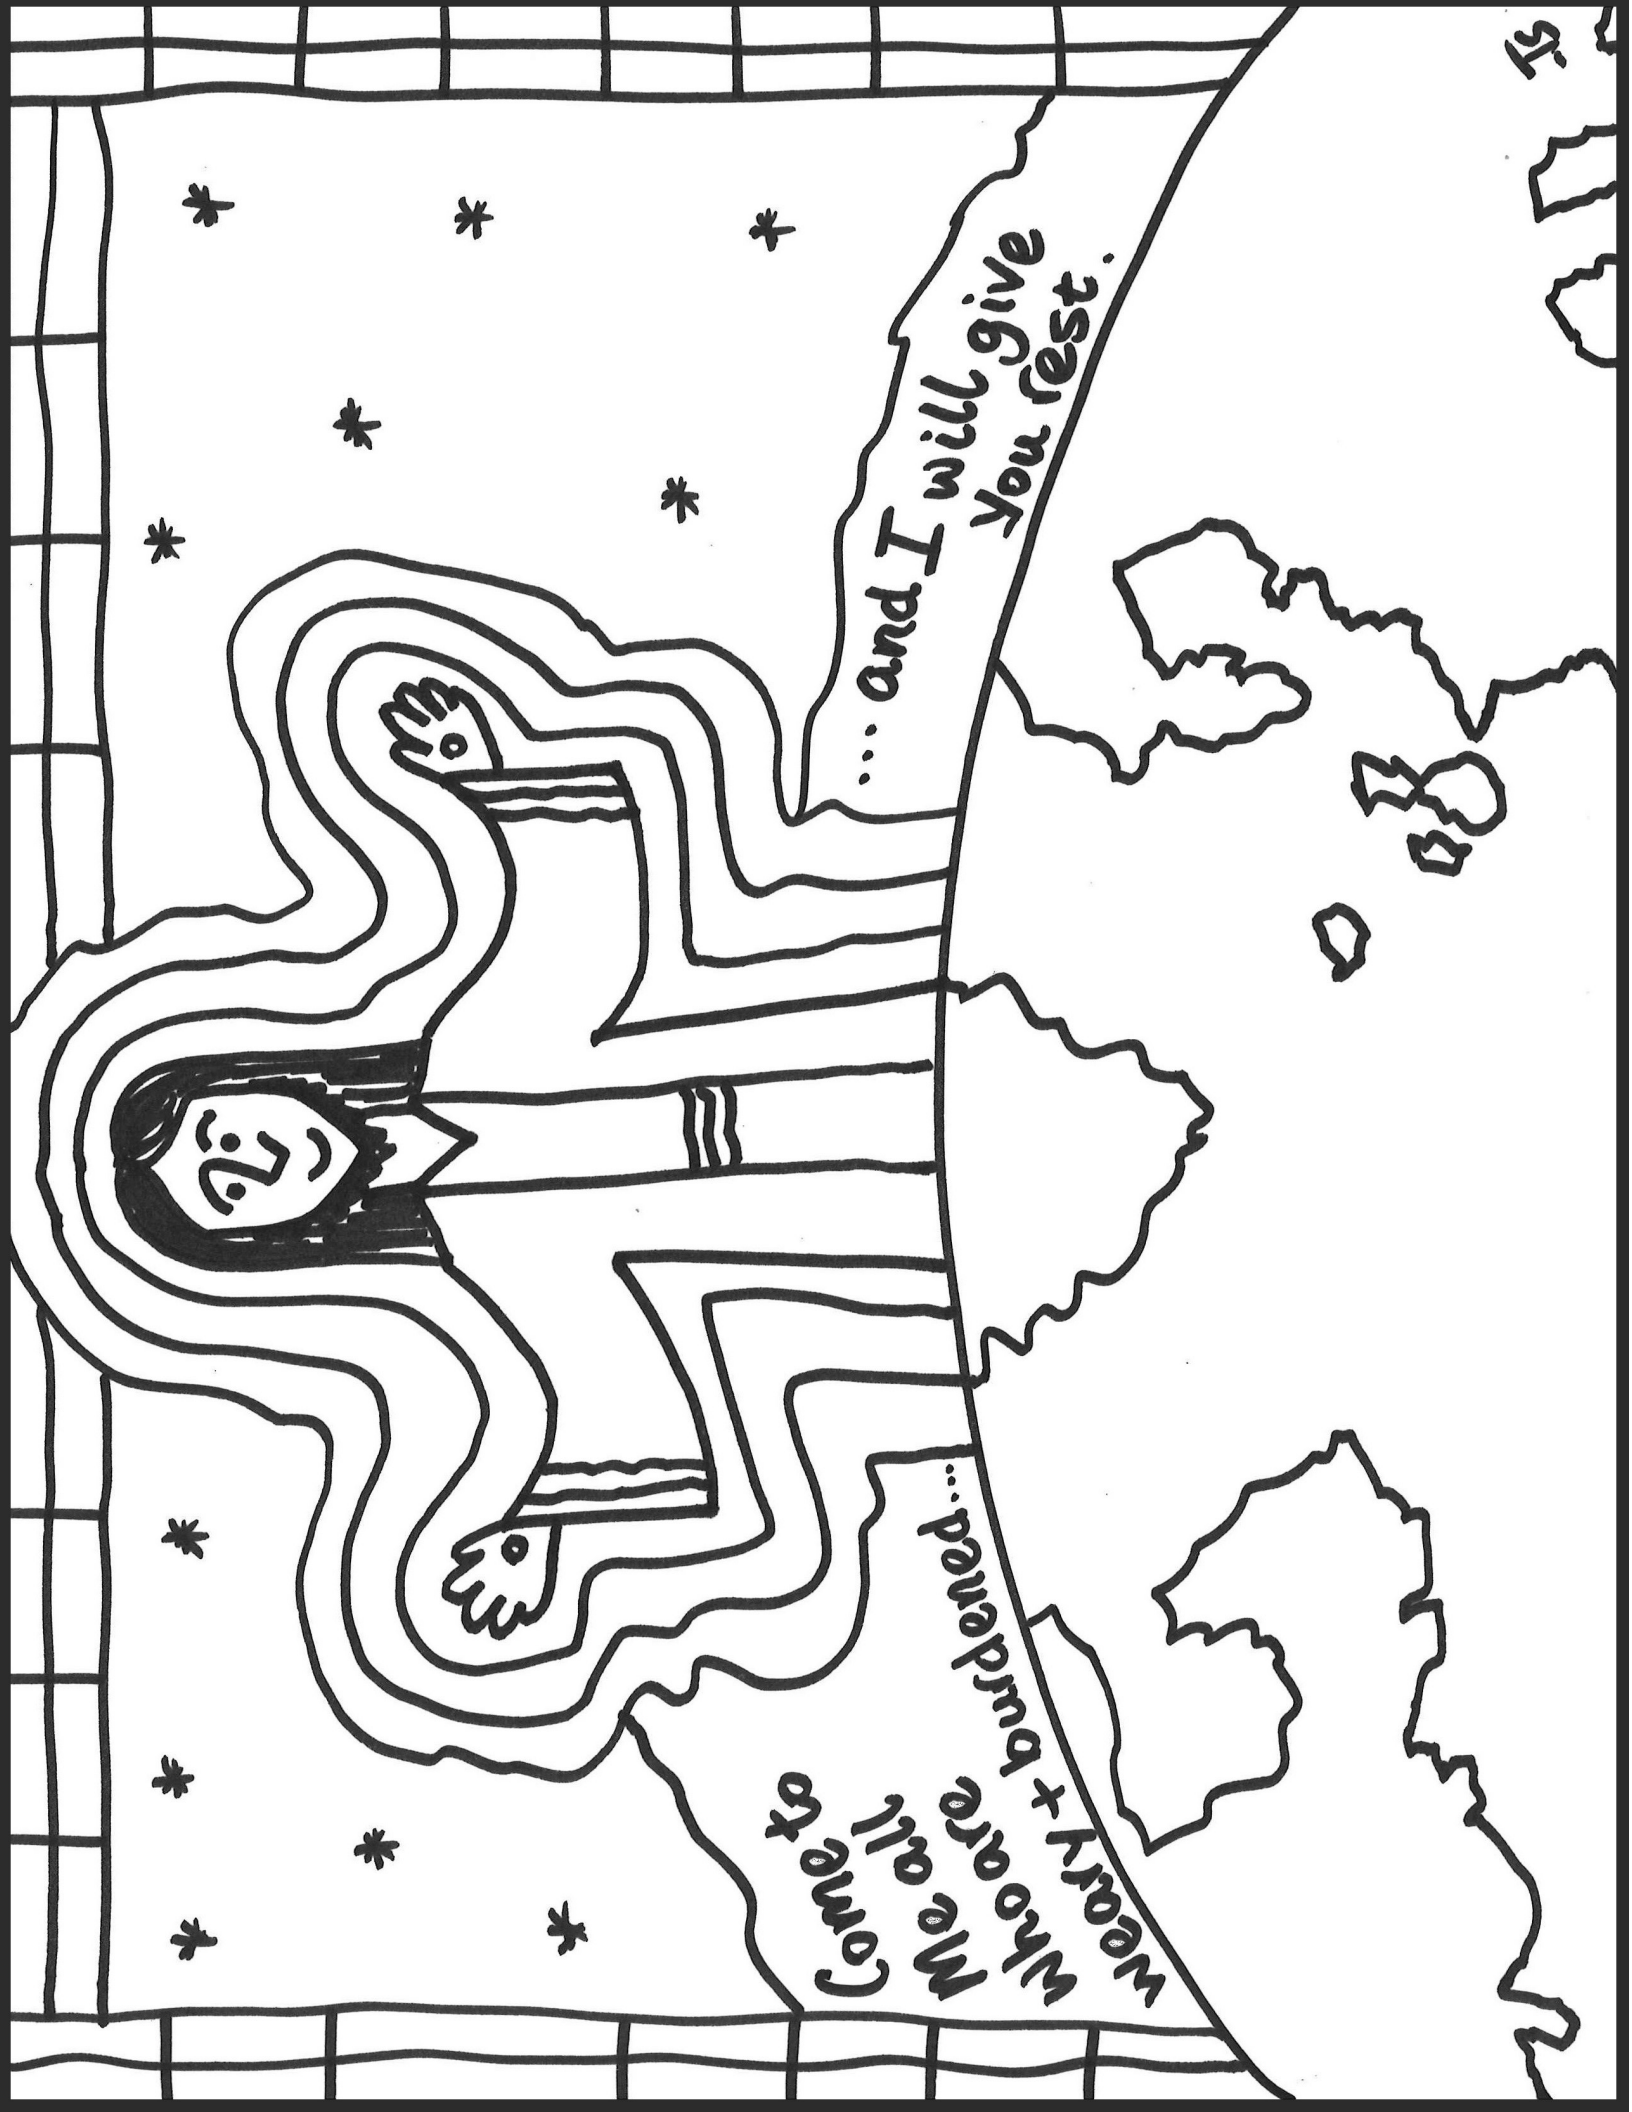 Come to
Me all
who are
weary + burdened...
...and I will give
you rest.